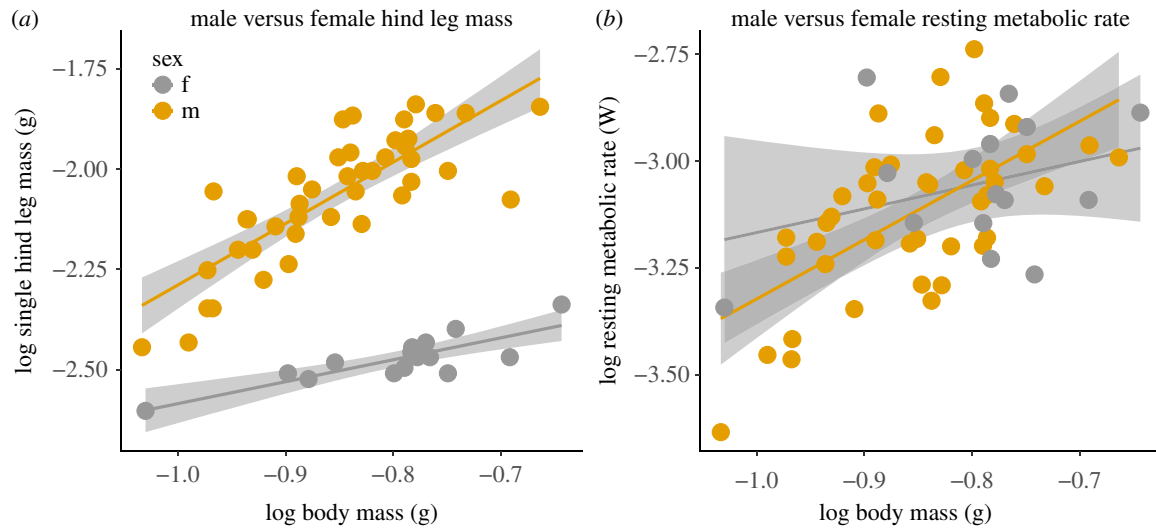 (a) male versus female hind leg mass
sex
f
m
log single hind leg mass (g)
−1.75
−2.00
−2.25
−2.50
−1.0 −0.9 −0.8 −0.7
log body mass (g)
(b) male versus female resting metabolic rate
log resting metabolic rate (W)
−2.75
−3.00
−3.25
−3.50
−1.0 −0.9 −0.8 −0.7
log body mass (g)